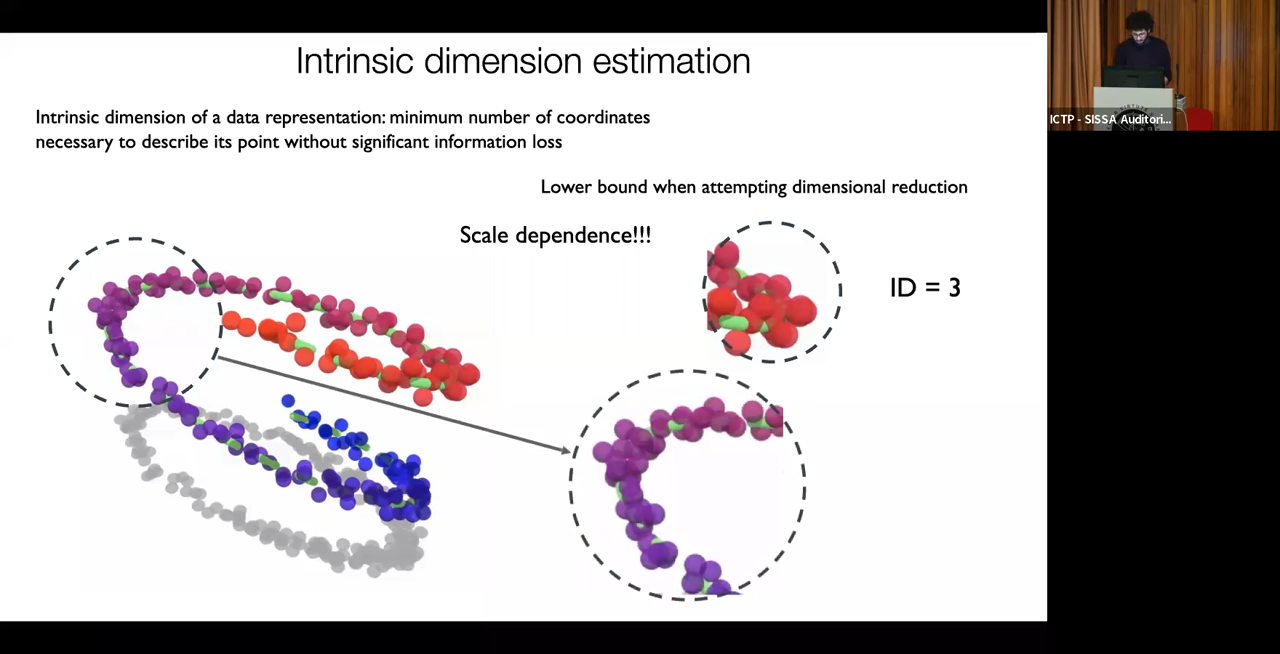 Intrinsic dimension estimation
Intrinsic dimension of a data representation: minimum number of coordinates
necessary to describe its point without significant information loss
Lower bound when attempting dimensional reduction
Scale dependence!!!
ID = 3
ICTP - SISSA Auditori...